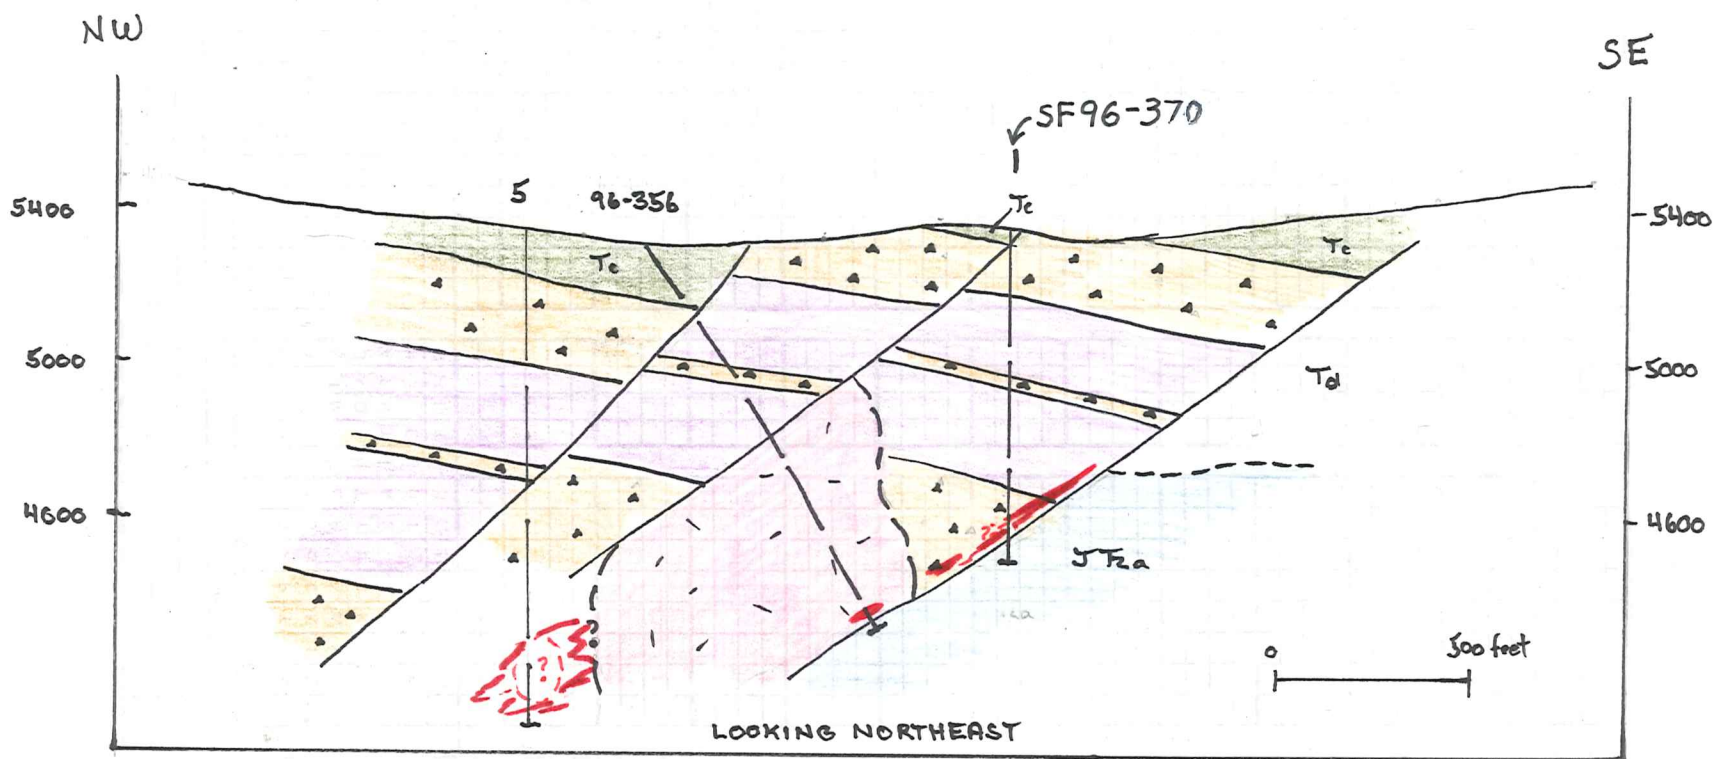 NW
SE
SF96-370
5
96-356
Tc
5400
5400
Tc
Tc
5000
5000
Td
4600
4600
JTra
?
0
500 feet
LOOKING NORTHEAST